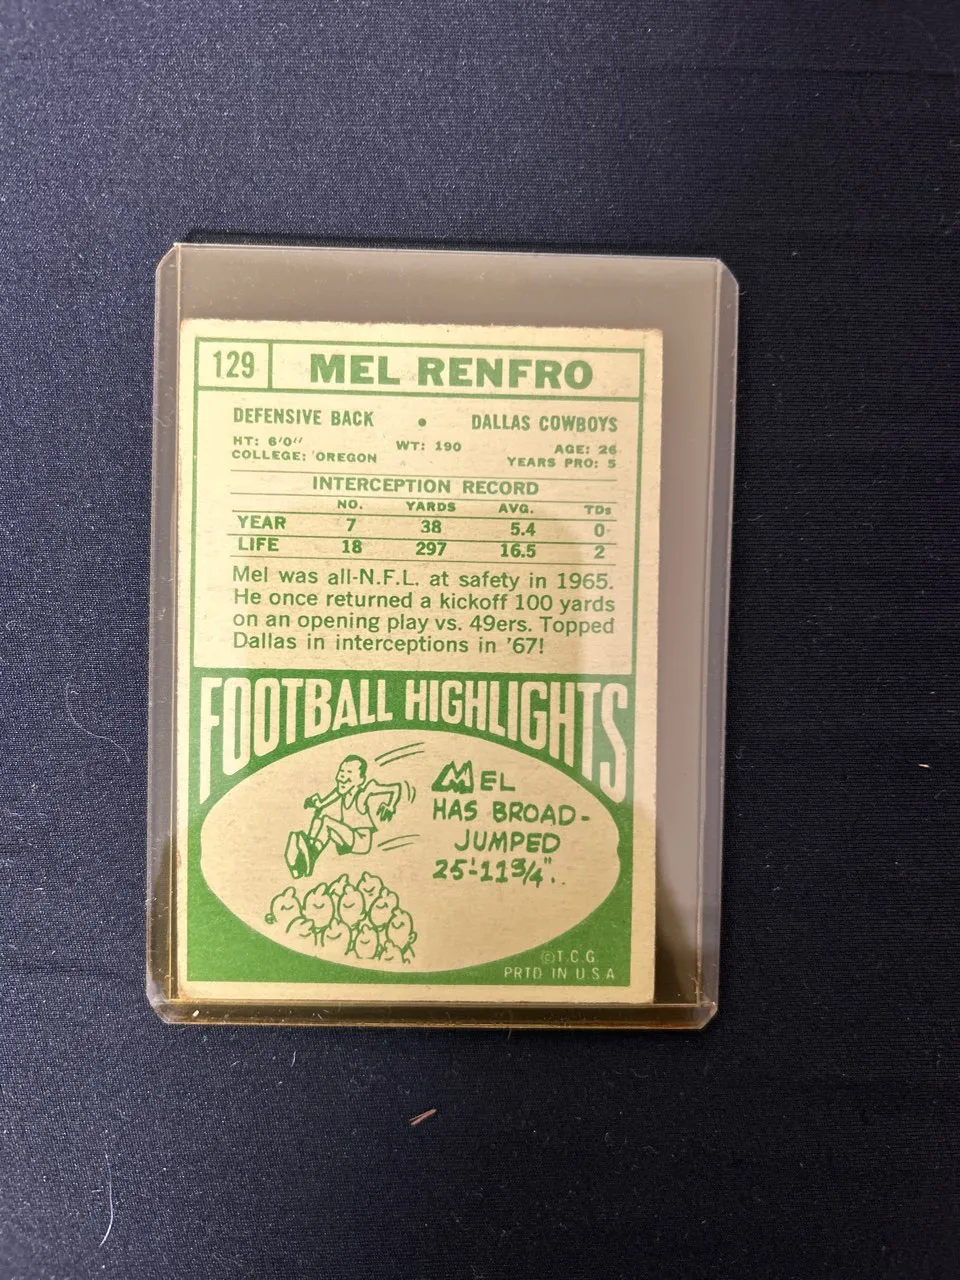 129 MEL RENFRO
DEFENSIVE BACK • DALLAS COWBOYS
HT: 6'0" WT: 190 AGE: 26
COLLEGE: OREGON YEARS PRO: 5
INTERCEPTION RECORD
NO. YARDS AVG. TDs
YEAR 7 38 5.4 0
LIFE 18 297 16.5 2
Mel was all-N.F.L. at safety in 1965.
He once returned a kickoff 100 yards
on an opening play vs. 49ers. Topped
Dallas in interceptions in '67!
FOOTBALL HIGHLIGHTS
MEL
HAS BROAD-
JUMPED
25'-11 3/4".
©T.C.G.
PRTD IN U.S.A